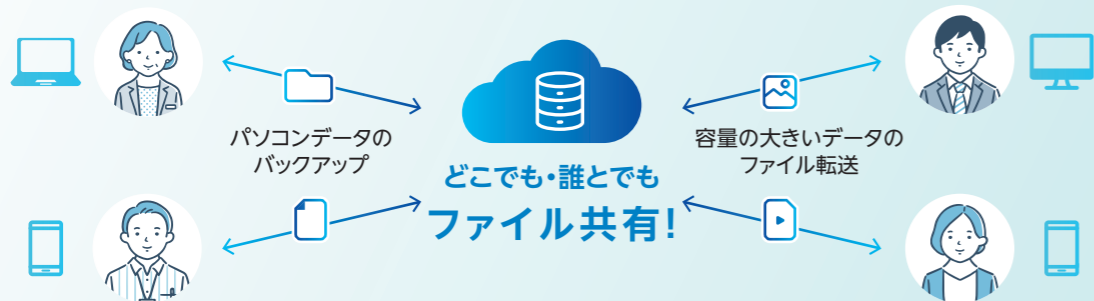 パソコンデータの
バックアップ
どこでも・誰とでも
ファイル共有!
容量の大きいデータの
ファイル転送